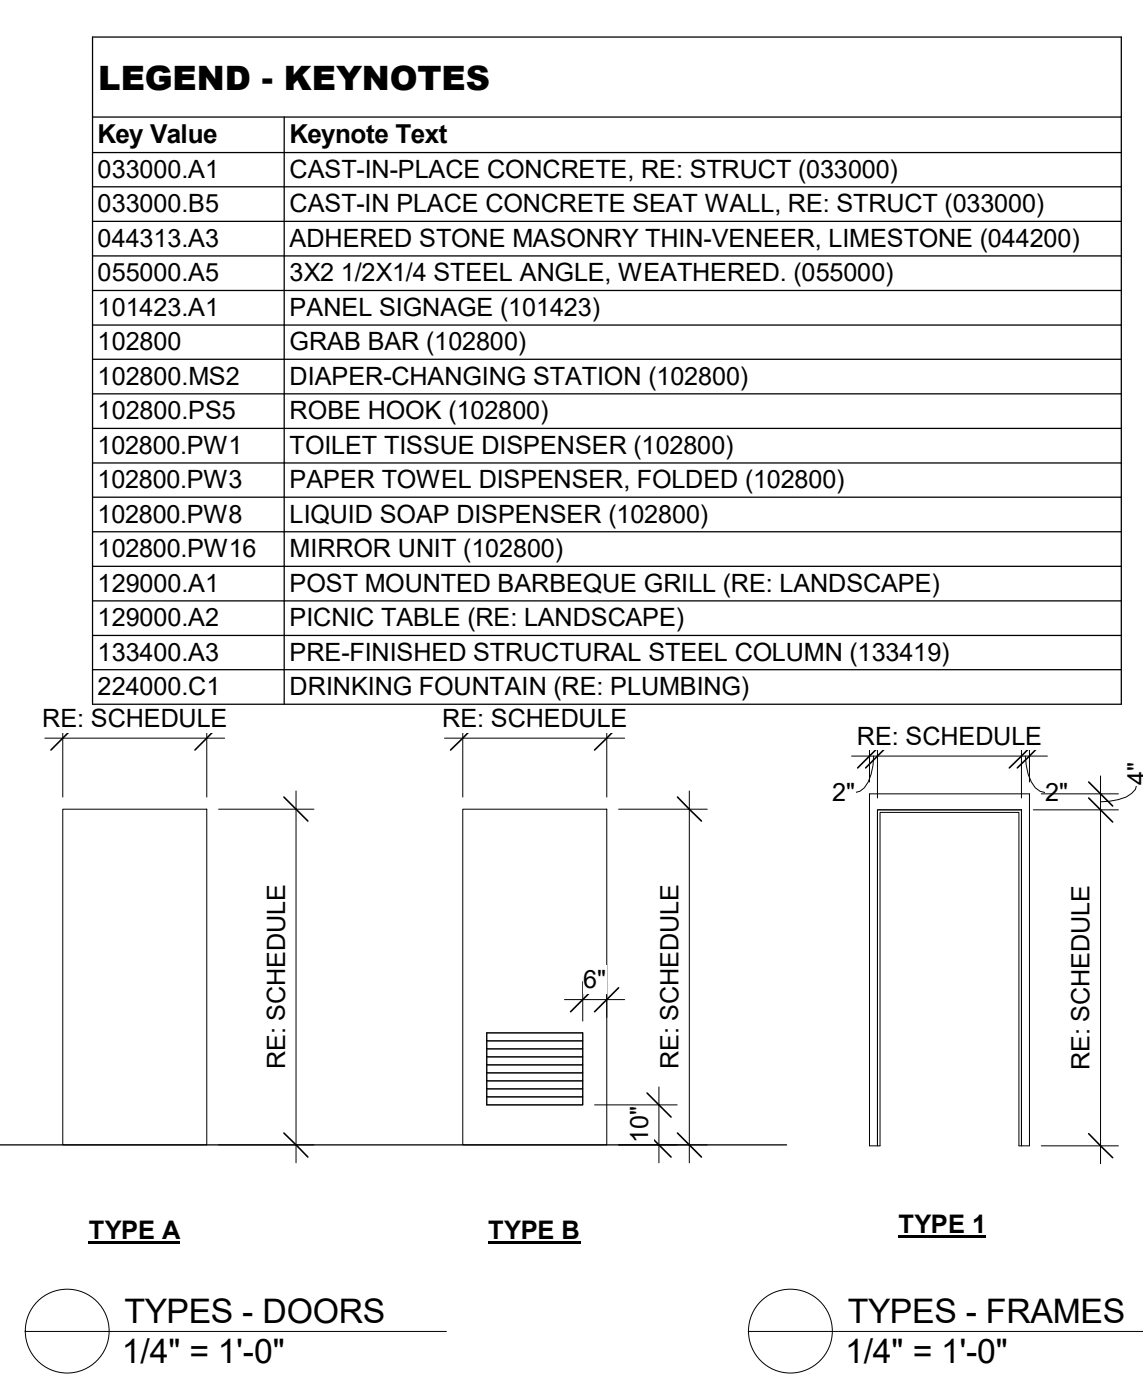 LEGEND - KEYNOTES
Key Value Keynote Text
033000.A1 CAST-IN-PLACE CONCRETE, RE: STRUCT (033000)
033000.B5 CAST-IN PLACE CONCRETE SEAT WALL, RE: STRUCT (033000)
044313.A3 ADHERED STONE MASONRY THIN-VENEER, LIMESTONE (044200)
055000.A5 3X2 1/2X1/4 STEEL ANGLE, WEATHERED. (055000)
101423.A1 PANEL SIGNAGE (101423)
102800 GRAB BAR (102800)
102800.MS2 DIAPER-CHANGING STATION (102800)
102800.PS5 ROBE HOOK (102800)
102800.PW1 TOILET TISSUE DISPENSER (102800)
102800.PW3 PAPER TOWEL DISPENSER, FOLDED (102800)
102800.PW8 LIQUID SOAP DISPENSER (102800)
102800.PW16 MIRROR UNIT (102800)
129000.A1 POST MOUNTED BARBEQUE GRILL (RE: LANDSCAPE)
129000.A2 PICNIC TABLE (RE: LANDSCAPE)
133400.A3 PRE-FINISHED STRUCTURAL STEEL COLUMN (133419)
224000.C1 DRINKING FOUNTAIN (RE: PLUMBING)
RE: SCHEDULE
RE: SCHEDULE
TYPE A
RE: SCHEDULE
RE: SCHEDULE
6"
10"
TYPE B
RE: SCHEDULE
2"
2"
4"
RE: SCHEDULE
TYPE 1
TYPES - DOORS
1/4" = 1'-0"
TYPES - FRAMES
1/4" = 1'-0"